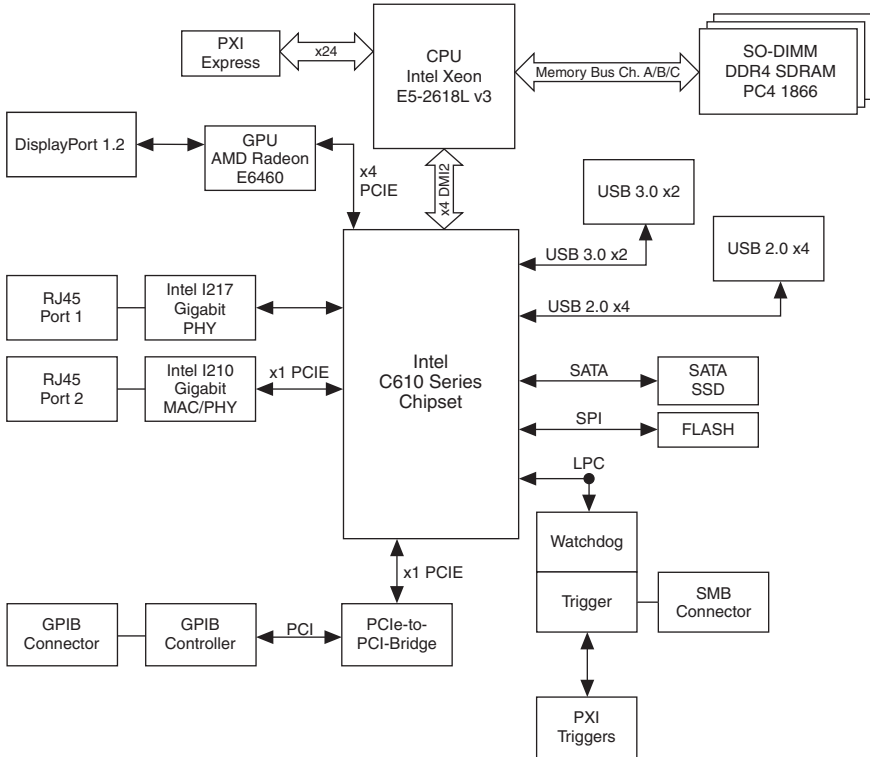 PXI
Express
x24
CPU
Intel Xeon
E5-2618L v3
Memory Bus Ch. A/B/C
SO-DIMM
DDR4 SDRAM
PC4 1866
DisplayPort 1.2
GPU
AMD Radeon
E6460
x4
PCIE
x4 DMI2
USB 3.0 x2
USB 2.0 x4
USB 3.0 x2
USB 2.0 x4
RJ45
Port 1
Intel I217
Gigabit
PHY
RJ45
Port 2
Intel I210
Gigabit
MAC/PHY
x1 PCIE
Intel
C610 Series
Chipset
SATA
SATA
SSD
SPI
FLASH
LPC
Watchdog
Trigger
SMB
Connector
x1 PCIE
GPIB
Connector
GPIB
Controller
PCI
PCIe-to-
PCI-Bridge
PXI
Triggers